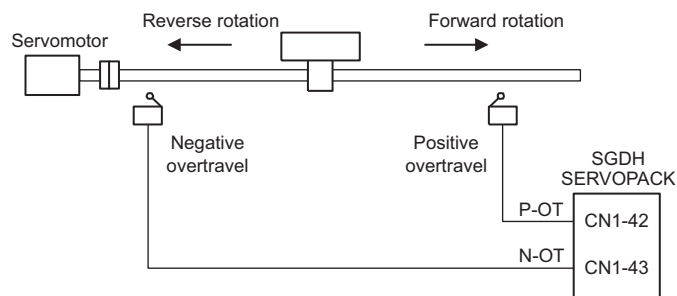 Reverse rotation
Forward rotation
Servomotor
Negative
overtravel
Positive
overtravel
SGDH
SERVOPACK
P-OT
CN1-42
N-OT
CN1-43